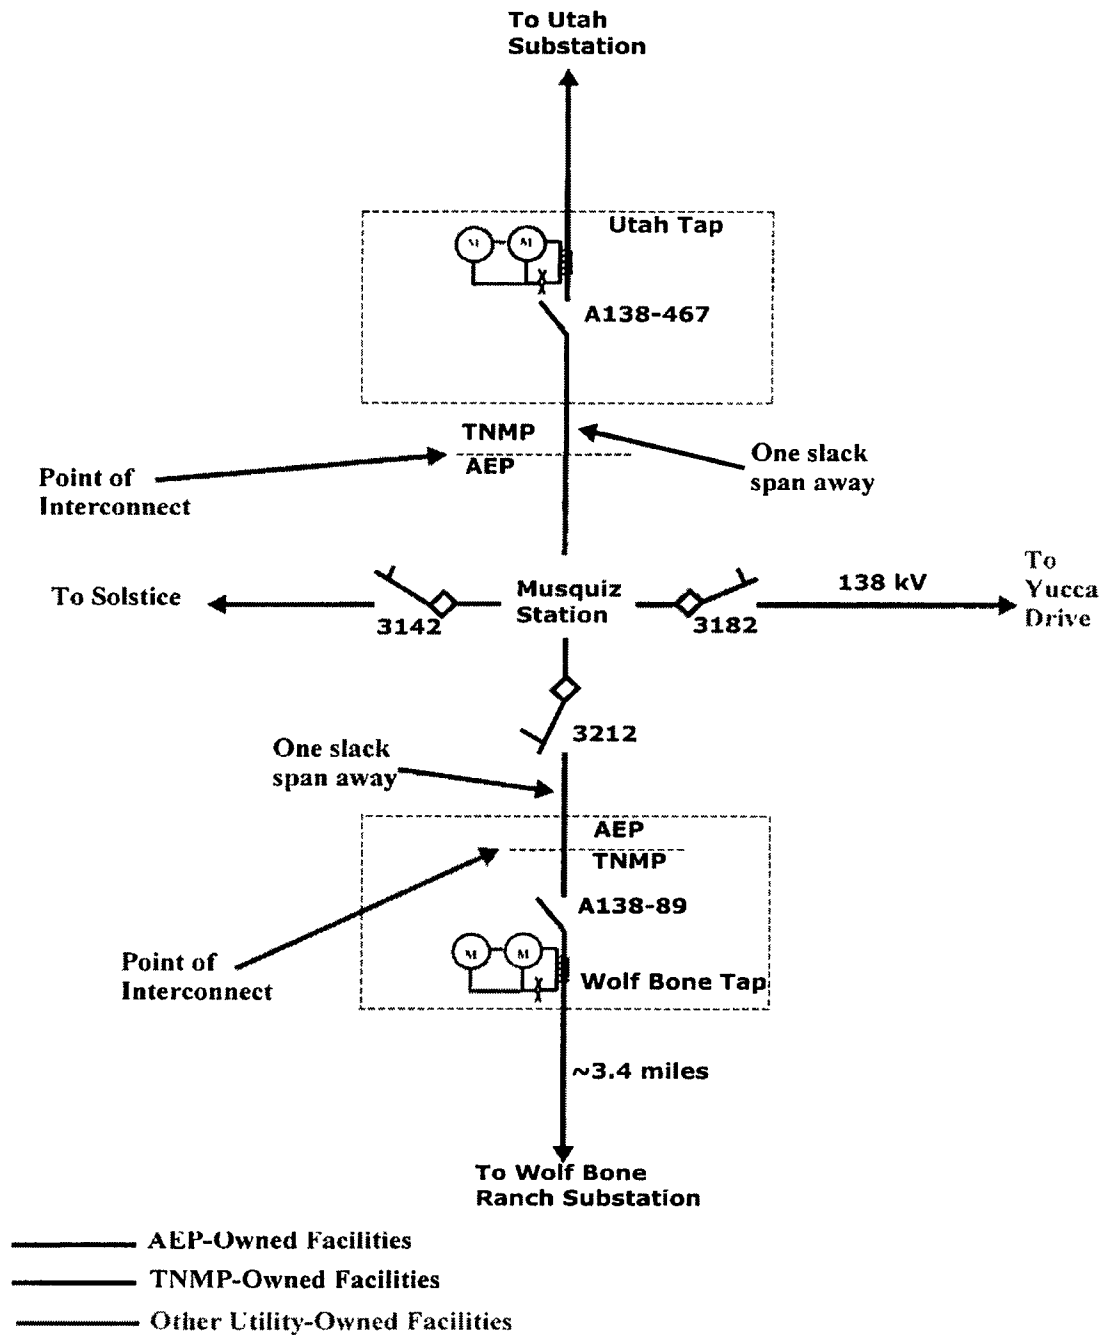 To Utah
Substation
Utah Tap
M
M
A138-467
TNMP
AEP
One slack
span away
Point of
Interconnect
To Solstice
3142
Musquiz
Station
3182
138 kV
To
Yucca
Drive
3212
One slack
span away
AEP
TNMP
A138-89
M
M
Wolf Bone Tap
Point of
Interconnect
~3.4 miles
To Wolf Bone
Ranch Substation
AEP-Owned Facilities
TNMP-Owned Facilities
Other Utility-Owned Facilities